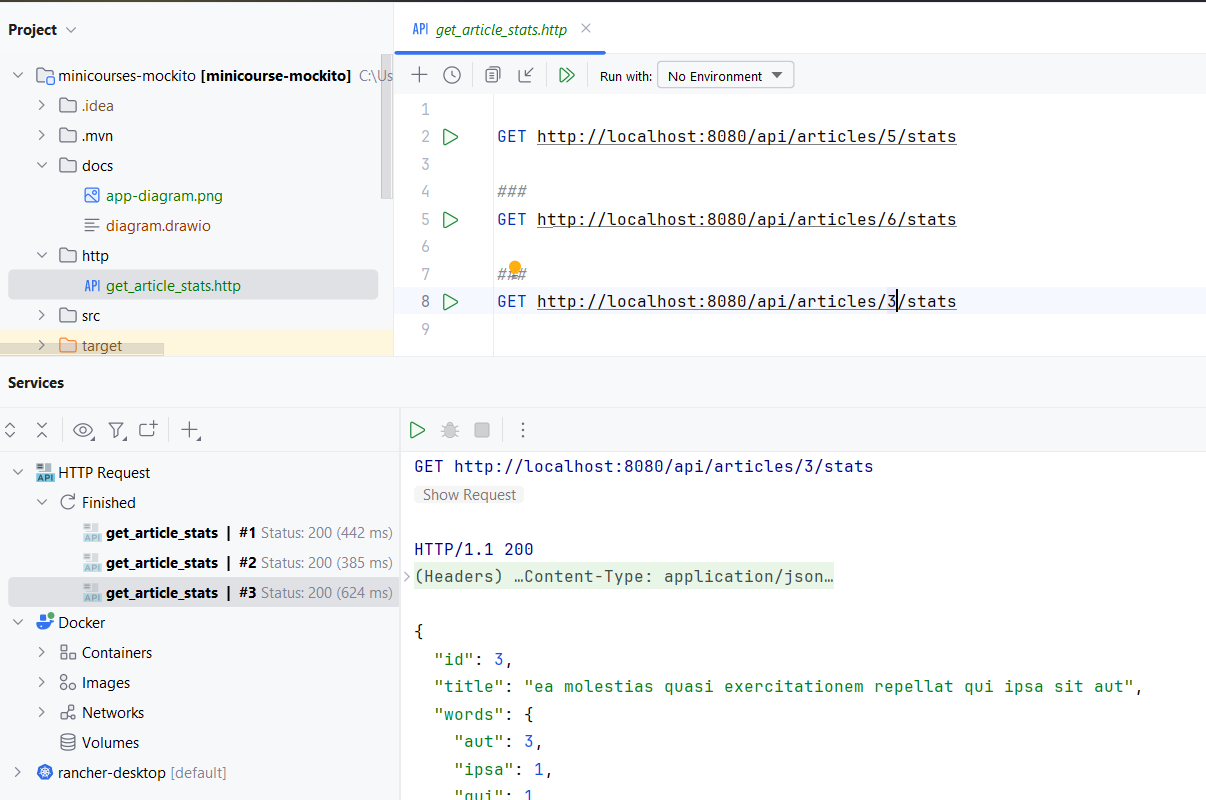 Project
minicourses-mockito [minicourse-mockito] C:\Us
.idea
.mvn
docs
app-diagram.png
diagram.drawio
http
API get_article_stats.http
src
target
API get_article_stats.http
Run with: No Environment
1
2 GET http://localhost:8080/api/articles/5/stats
3
4 ###
5 GET http://localhost:8080/api/articles/6/stats
6
7 ###
8 GET http://localhost:8080/api/articles/3/stats
9
Services
API HTTP Request
Finished
API get_article_stats | #1 Status: 200 (442 ms)
API get_article_stats | #2 Status: 200 (385 ms)
API get_article_stats | #3 Status: 200 (624 ms)
Docker
Containers
Images
Networks
Volumes
rancher-desktop [default]
GET http://localhost:8080/api/articles/3/stats
Show Request
HTTP/1.1 200
(Headers) …Content-Type: application/json…
{
"id": 3,
"title": "ea molestias quasi exercitationem repellat qui ipsa sit aut",
"words": {
"aut": 3,
"ipsa": 1,
"qui": 1